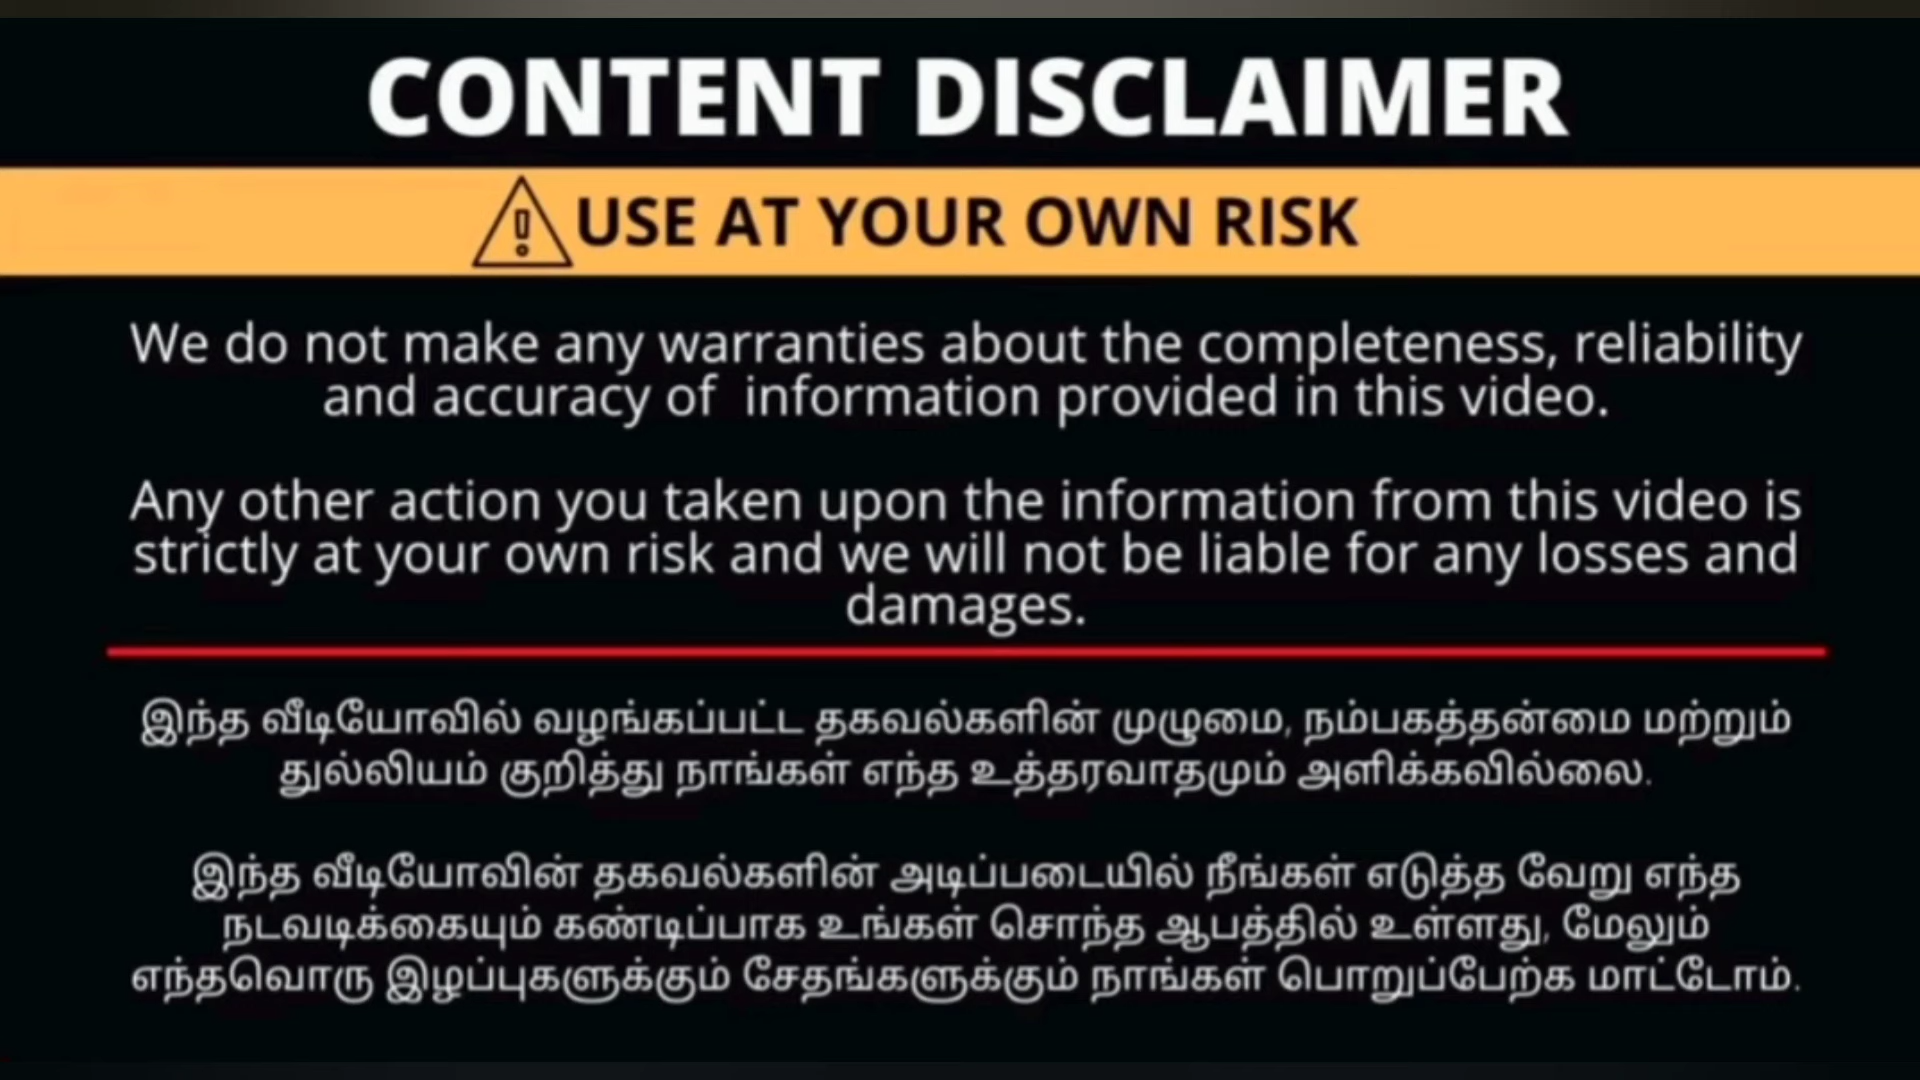 CONTENT DISCLAIMER
USE AT YOUR OWN RISK
We do not make any warranties about the completeness, reliability
and accuracy of information provided in this video.
Any other action you taken upon the information from this video is
strictly at your own risk and we will not be liable for any losses and
damages.
இந்த வீடியோவில் வழங்கப்பட்ட தகவல்களின் முழுமை, நம்பகத்தன்மை மற்றும்
துல்லியம் குறித்து நாங்கள் எந்த உத்தரவாதமும் அளிக்கவில்லை.
இந்த வீடியோவின் தகவல்களின் அடிப்படையில் நீங்கள் எடுத்த வேறு எந்த
நடவடிக்கையும் கண்டிப்பாக உங்கள் சொந்த ஆபத்தில் உள்ளது, மேலும்
எந்தவொரு இழப்புகளுக்கும் சேதங்களுக்கும் நாங்கள் பொறுப்பேற்க மாட்டோம்.